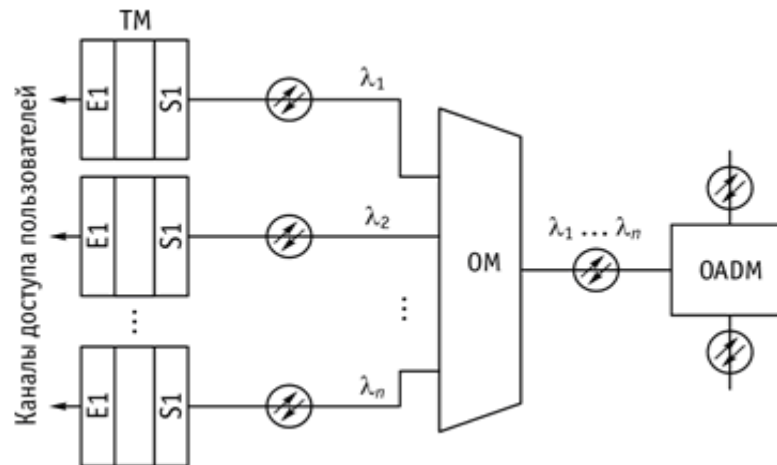 TM
Каналы доступа пользователей
E1
S1
λ1
E1
S1
λ2
...
...
E1
S1
λn
OM
λ1 ... λn
OADM